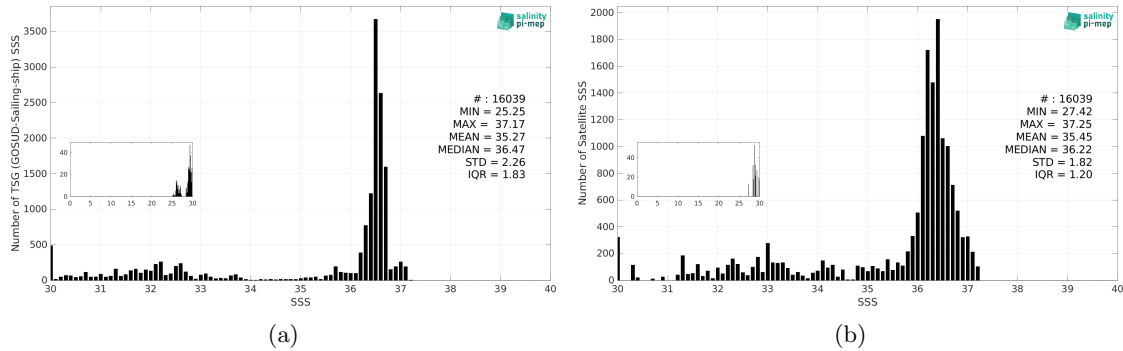 salinity
pi-mep
Number of TSG (GOSUD-Sailing-ship) SSS
3500
3000
2500
2000
1500
1000
500
0
# : 16039
MIN = 25.25
MAX = 37.17
MEAN = 35.27
MEDIAN = 36.47
STD = 2.26
IQR = 1.83
40
20
0
0 5 10 15 20 25 30
30 31 32 33 34 35 36 37 38 39 40
SSS
(a)
salinity
pi-mep
Number of Satellite SSS
2000
1800
1600
1400
1200
1000
800
600
400
200
0
# : 16039
MIN = 27.42
MAX = 37.25
MEAN = 35.45
MEDIAN = 36.22
STD = 1.82
IQR = 1.20
40
20
0
0 5 10 15 20 25 30
30 31 32 33 34 35 36 37 38 39 40
SSS
(b)